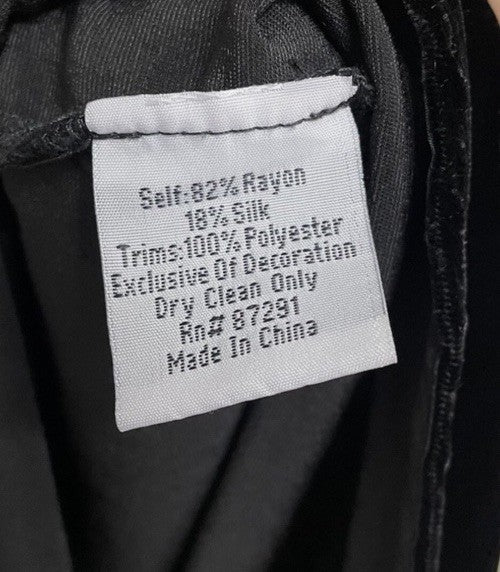 Self:82% Rayon
18% Silk
Trims:100% Polyester
Exclusive Of Decoration
Dry Clean Only
Rn# 87291
Made In China